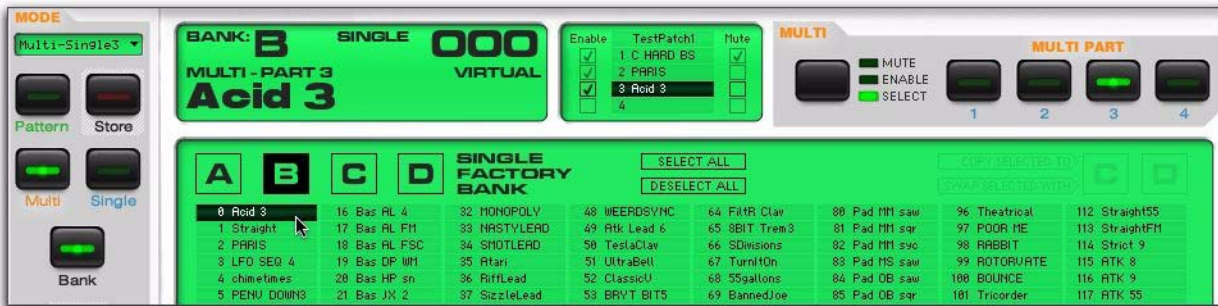 MODE
Multi-Single3
Pattern
Store
Multi
Single
Bank
BANK: B SINGLE 000
MULTI - PART 3 VIRTUAL
Acid 3
Enable TestPatch1 Mute
1 C HARD BS
2 PARIS
3 Acid 3
4
MULTI
MUTE
ENABLE
SELECT
MULTI PART
1 2 3 4
A B C D
SINGLE
FACTORY
BANK
SELECT ALL
DESELECT ALL
COPY SELECTED TO
SWAP SELECTED WITH
C D
0 Acid 3 16 Bas AL 4 32 MONOPOLY 48 WEERDSYNC 64 FiltR Clav 80 Pad MM saw 96 Theatrical 112 Straight55
1 Straight 17 Bas AL FM 33 NASTYLEAD 49 Atk Lead 6 65 8BIT Trem3 81 Pad MM sqr 97 POOR ME 113 StraightFM
2 PARIS 18 Bas AL FSC 34 SMOTLEAD 50 TeslaClav 66 SDivisions 82 Pad MM syc 98 RABBIT 114 Strict 9
3 LFO SEQ 4 19 Bas DP WM 35 Atari 51 UltraBell 67 TurnItOn 83 Pad MS saw 99 ROTORVATE 115 ATK 8
4 chimetimes 20 Bas HP sn 36 RiffLead 52 ClassicV 68 55gallons 84 Pad OB saw 100 BOUNCE 116 ATK 9
5 PENV DOWN3 21 Bas JX 2 37 SizzleLead 53 BRYT BITS 69 BannedJoe 85 Pad OB sqr 101 Tricorder 117 ATK 55